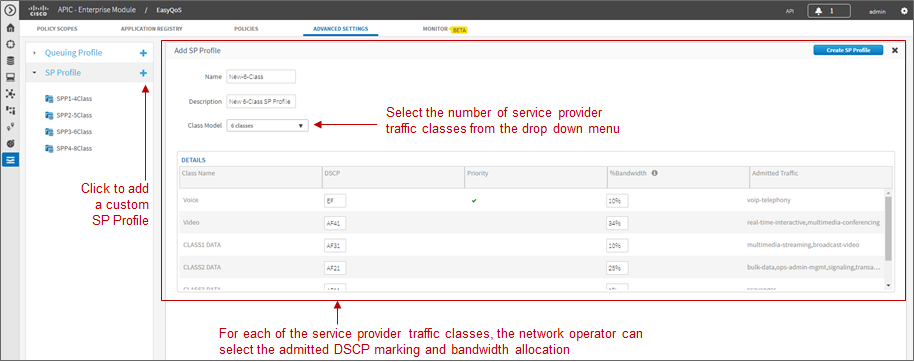 CISCO
APIC - Enterprise Module / EasyQoS
API
1
admin
POLICY SCOPES
APPLICATION REGISTRY
POLICIES
ADVANCED SETTINGS
MONITOR BETA
Queuing Profile +
SP Profile +
SPP1-4Class
SPP2-5Class
SPP3-6Class
SPP4-8Class
Click to add
a custom
SP Profile
Add SP Profile
Create SP Profile
Name New-6-Class
Description New 6-Class SP Profile
Class Model 6 classes
Select the number of service provider
traffic classes from the drop down menu
DETAILS
Class Name DSCP Priority %Bandwidth Admitted Traffic
Voice EF 10% voip-telephony
Video AF41 34% real-time-interactive,multimedia-conferencing
CLASS1 DATA AF31 10% multimedia-streaming,broadcast-video
CLASS2 DATA AF21 25% bulk-data,ops-admin-mgmt,signaling,transa...
For each of the service provider traffic classes, the network operator can
select the admitted DSCP marking and bandwidth allocation